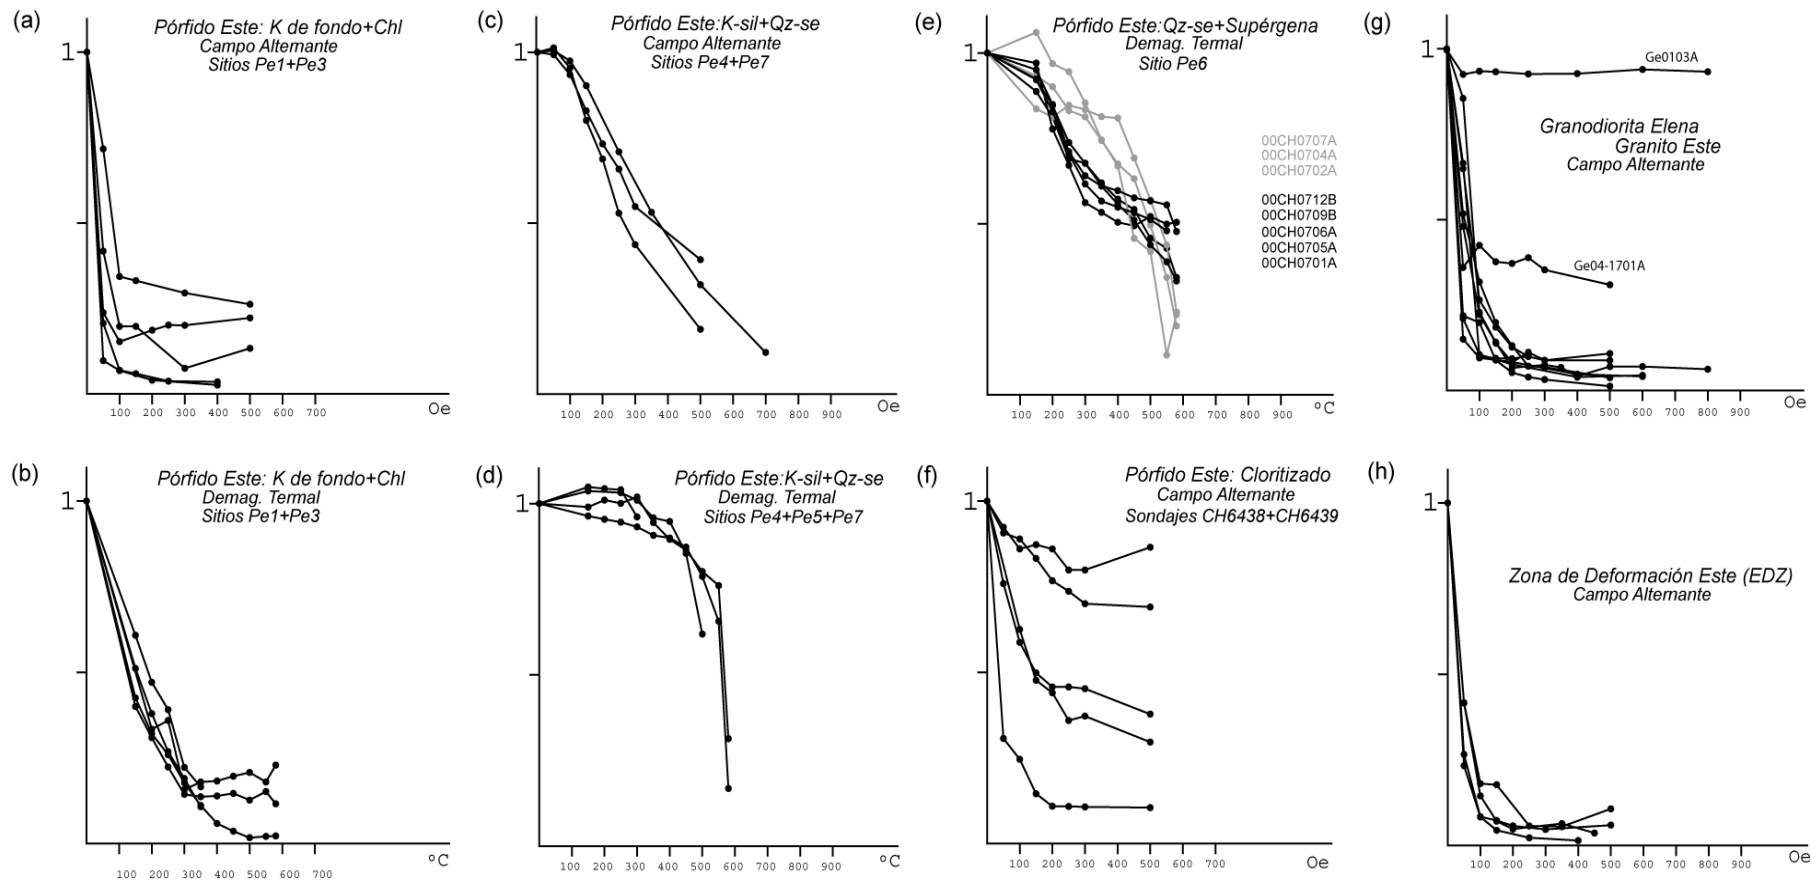 (a)
Pórfido Este: K de fondo+Chl
Campo Alternante
Sitios Pe1+Pe3
1
100 200 300 400 500 600 700
Oe
(c)
Pórfido Este:K-sil+Qz-se
Campo Alternante
Sitios Pe4+Pe7
1
100 200 300 400 500 600 700 800 900
Oe
(e)
Pórfido Este:Qz-se+Supérgena
Demag. Termal
Sitio Pe6
1
00CH0707A
00CH0704A
00CH0702A
00CH0712B
00CH0709B
00CH0706A
00CH0705A
00CH0701A
100 200 300 400 500 600 700 800 900
ºC
(g)
1
Ge0103A
Granodiorita Elena
Granito Este
Campo Alternante
Ge04-1701A
100 200 300 400 500 600 700 800 900
Oe
(b)
Pórfido Este: K de fondo+Chl
Demag. Termal
Sitios Pe1+Pe3
1
100 200 300 400 500 600 700
ºC
(d)
Pórfido Este:K-sil+Qz-se
Demag. Termal
Sitios Pe4+Pe5+Pe7
1
100 200 300 400 500 600 700 800 900
ºC
(f)
Pórfido Este: Cloritizado
Campo Alternante
Sondajes CH6438+CH6439
1
100 200 300 400 500 600 700
Oe
(h)
1
Zona de Deformación Este (EDZ)
Campo Alternante
100 200 300 400 500 600 700 800 900
Oe